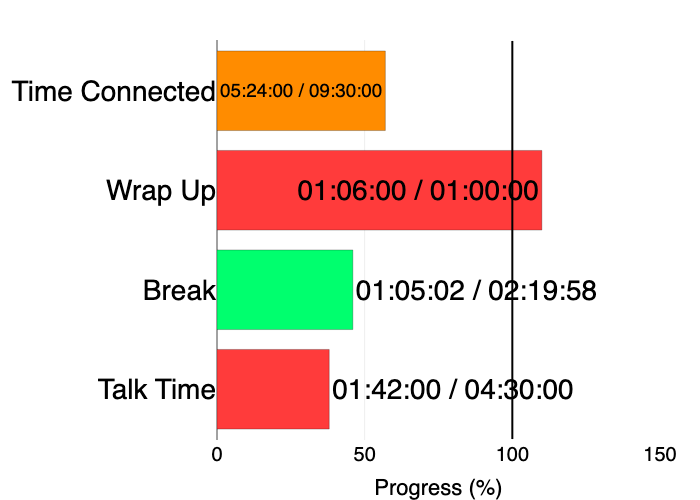 Time Connected 05:24:00 / 09:30:00
Wrap Up 01:06:00 / 01:00:00
Break 01:05:02 / 02:19:58
Talk Time 01:42:00 / 04:30:00
0 50 100 150
Progress (%)